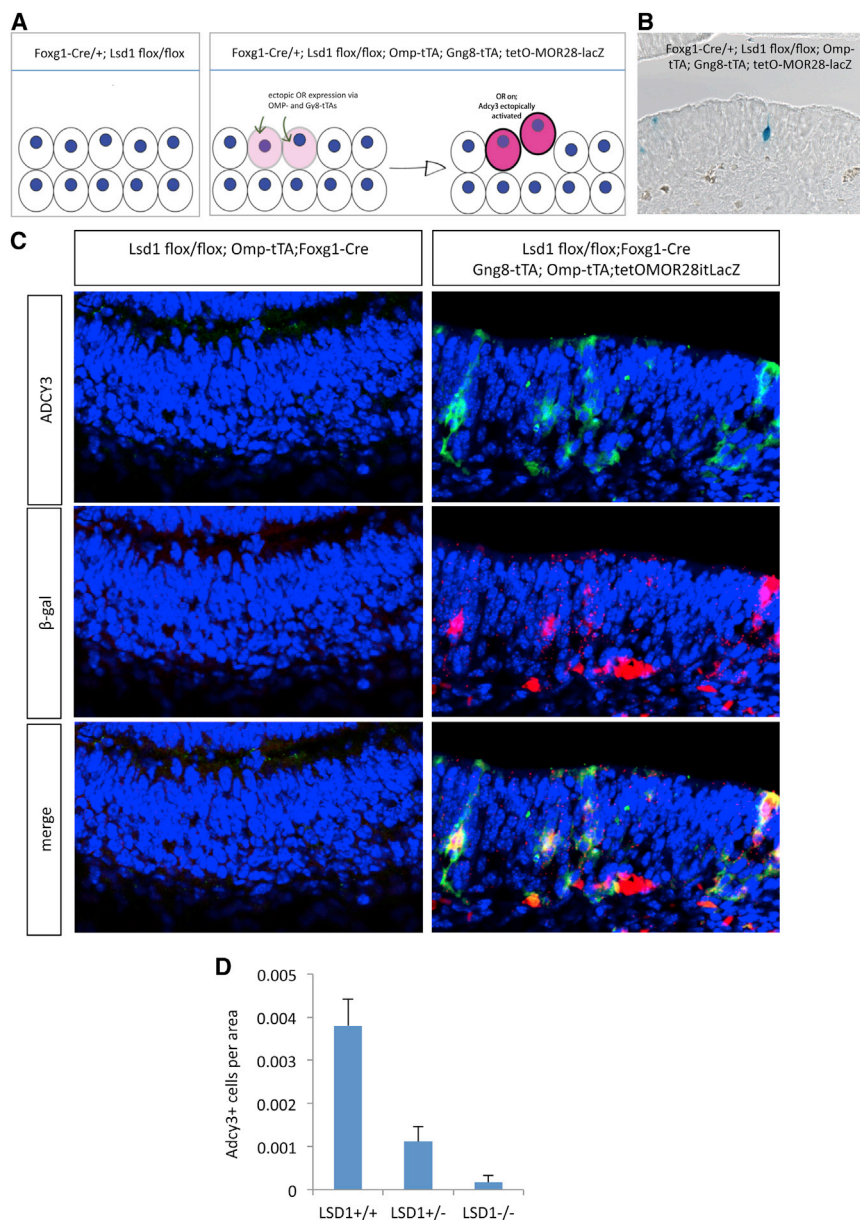 A
Foxg1-Cre/+; Lsd1 flox/flox
Foxg1-Cre/+; Lsd1 flox/flox; Omp-tTA; Gng8-tTA; tetO-MOR28-lacZ
ectopic OR expression via
OMP- and Gγ8-tTAs
OR on;
Adcy3 ectopically
activated
B
Foxg1-Cre/+; Lsd1 flox/flox; Omp-
tTA; Gng8-tTA; tetO-MOR28-lacZ
C
Lsd1 flox/flox; Omp-tTA;Foxg1-Cre
Lsd1 flox/flox;Foxg1-Cre
Gng8-tTA; Omp-tTA;tetOMOR28itLacZ
ADCY3
β-gal
merge
D
Adcy3+ cells per area
0.005
0.004
0.003
0.002
0.001
0
LSD1+/+
LSD1+/-
LSD1-/-